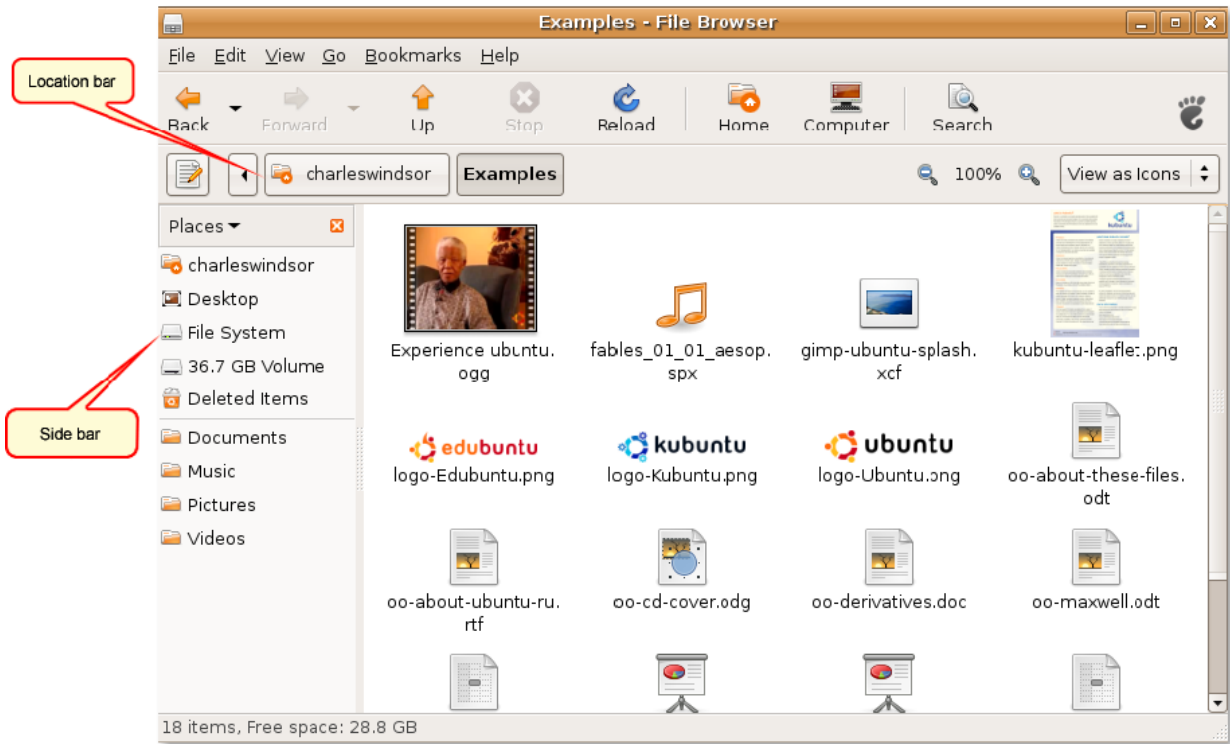 Examples - File Browser
File Edit View Go Bookmarks Help
Location bar
Back Forward Up Stop Reload Home Computer Search
charleswindsor Examples 100% View as Icons
Places
charleswindsor
Desktop
File System
36.7 GB Volume
Deleted Items
Side bar
Documents
Music
Pictures
Videos
Experience ubuntu.
ogg
fables_01_01_aesop.
spx
gimp-ubuntu-splash.
xcf
kubuntu
kubuntu-leaflet.png
edubuntu
logo-Edubuntu.png
kubuntu
logo-Kubuntu.png
ubuntu
logo-Ubuntu.png
oo-about-these-files.
odt
oo-about-ubuntu-ru.
rtf
oo-cd-cover.odg
oo-derivatives.doc
oo-maxwell.odt
18 items, Free space: 28.8 GB